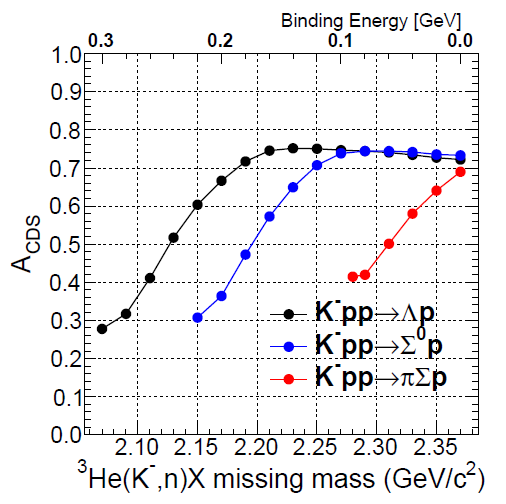 Binding Energy [GeV]
0.3 0.2 0.1 0.0
1.0
0.9
0.8
0.7
0.6
0.5
0.4
0.3
0.2
0.1
0.0
A_CDS
K⁻pp→Λp
K⁻pp→Σ⁰p
K⁻pp→πΣp
2.10 2.15 2.20 2.25 2.30 2.35
³He(K⁻,n)X missing mass (GeV/c²)